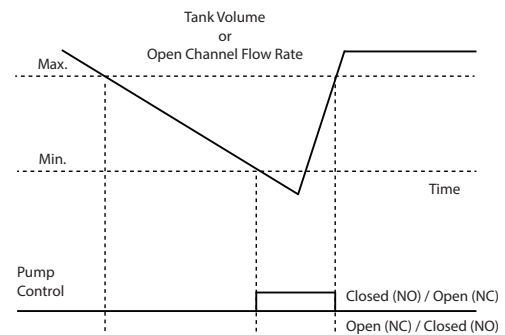 Tank Volume
or
Open Channel Flow Rate
Max.
Min.
Time
Pump
Control
Closed (NO) / Open (NC)
Open (NC) / Closed (NO)